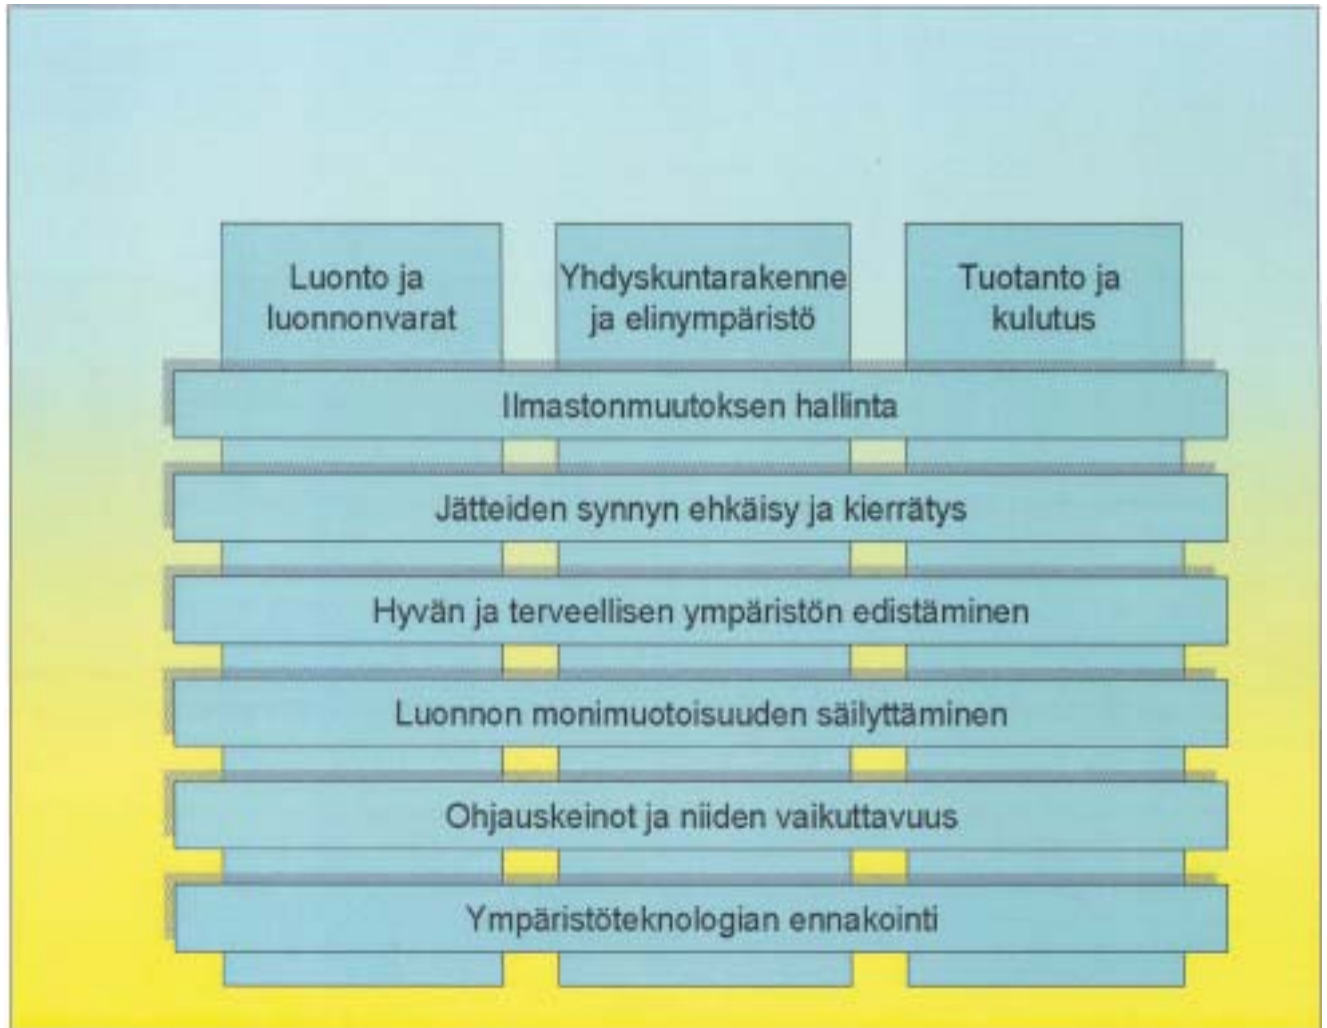 Luonto ja
luonnonvarat
Yhdyskuntarakenne
ja elinympäristö
Tuotanto ja
kulutus
Ilmastonmuutoksen hallinta
Jätteiden synnyn ehkäisy ja kierrätys
Hyvän ja terveellisen ympäristön edistäminen
Luonnon monimuotoisuuden säilyttäminen
Ohjauskeinot ja niiden vaikuttavuus
Ympäristöteknologian ennakointi